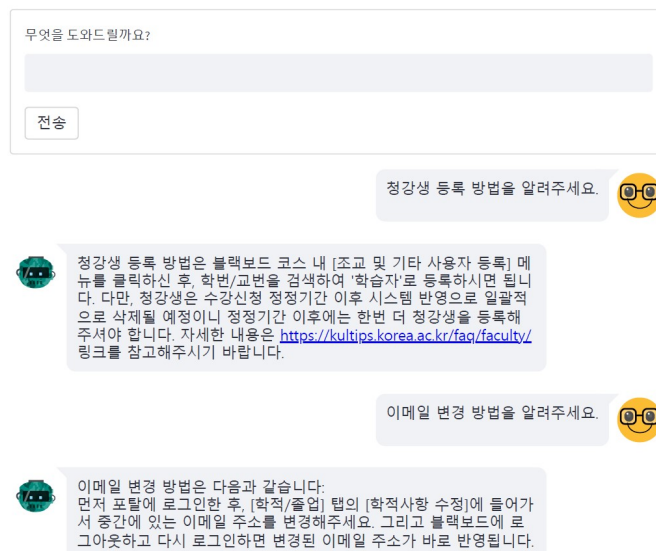 무엇을 도와드릴까요?
전송
청강생 등록 방법을 알려주세요.
청강생 등록 방법은 블랙보드 코스 내 [조교 및 기타 사용자 등록] 메
뉴를 클릭하신 후, 학번/교번을 검색하여 '학습자'로 등록하시면 됩니
다. 다만, 청강생은 수강신청 정정기간 이후 시스템 반영으로 일괄적
으로 삭제될 예정이니 정정기간 이후에는 한번 더 청강생을 등록해
주셔야 합니다. 자세한 내용은 https://kultips.korea.ac.kr/faq/faculty/
링크를 참고해주시기 바랍니다.
이메일 변경 방법을 알려주세요.
이메일 변경 방법은 다음과 같습니다:
먼저 포탈에 로그인한 후, [학적/졸업] 탭의 [학적사항 수정]에 들어가
서 중간에 있는 이메일 주소를 변경해주세요. 그리고 블랙보드에 로
그아웃하고 다시 로그인하면 변경된 이메일 주소가 바로 반영됩니다.